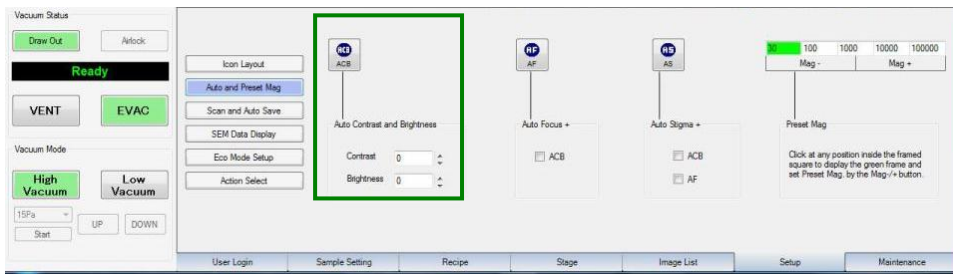 Vacuum Status
Draw Out
Airlock
Ready
VENT
EVAC
Vacuum Mode
High Vacuum
Low Vacuum
15Pa
Start
UP
DOWN
Icon Layout
Auto and Preset Mag
Scan and Auto Save
SEM Data Display
Eco Mode Setup
Action Select
ACB
ACB
Auto Contrast and Brightness
Contrast 0
Brightness 0
AF
AF
Auto Focus +
ACB
AS
AS
Auto Stigma +
ACB
AF
30 100 1000 10000 100000
Mag - Mag +
Preset Mag
Click at any position inside the framed
square to display the green frame and
set Preset Mag. by the Mag-/+ button.
User Login
Sample Setting
Recipe
Stage
Image List
Setup
Maintenance